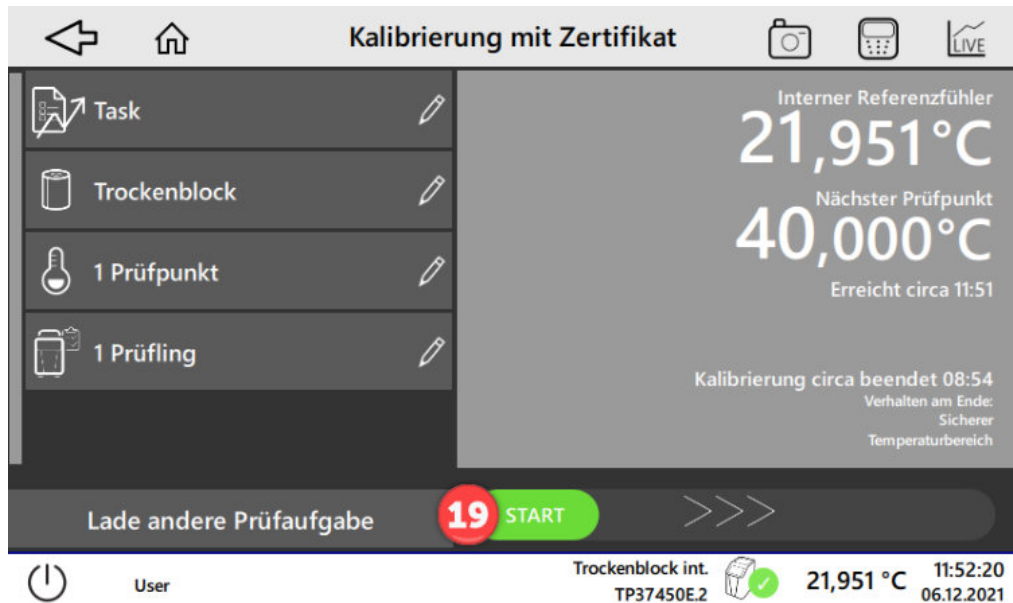 Kalibrierung mit Zertifikat
LIVE
Task
Trockenblock
1 Prüfpunkt
1 Prüfling
Interner Referenzfühler
21,951°C
Nächster Prüfpunkt
40,000°C
Erreicht circa 11:51
Kalibrierung circa beendet 08:54
Verhalten am Ende:
Sicherer
Temperaturbereich
Lade andere Prüfaufgabe
19
START
>>>
User
Trockenblock int.
TP37450E.2
21,951 °C
11:52:20
06.12.2021